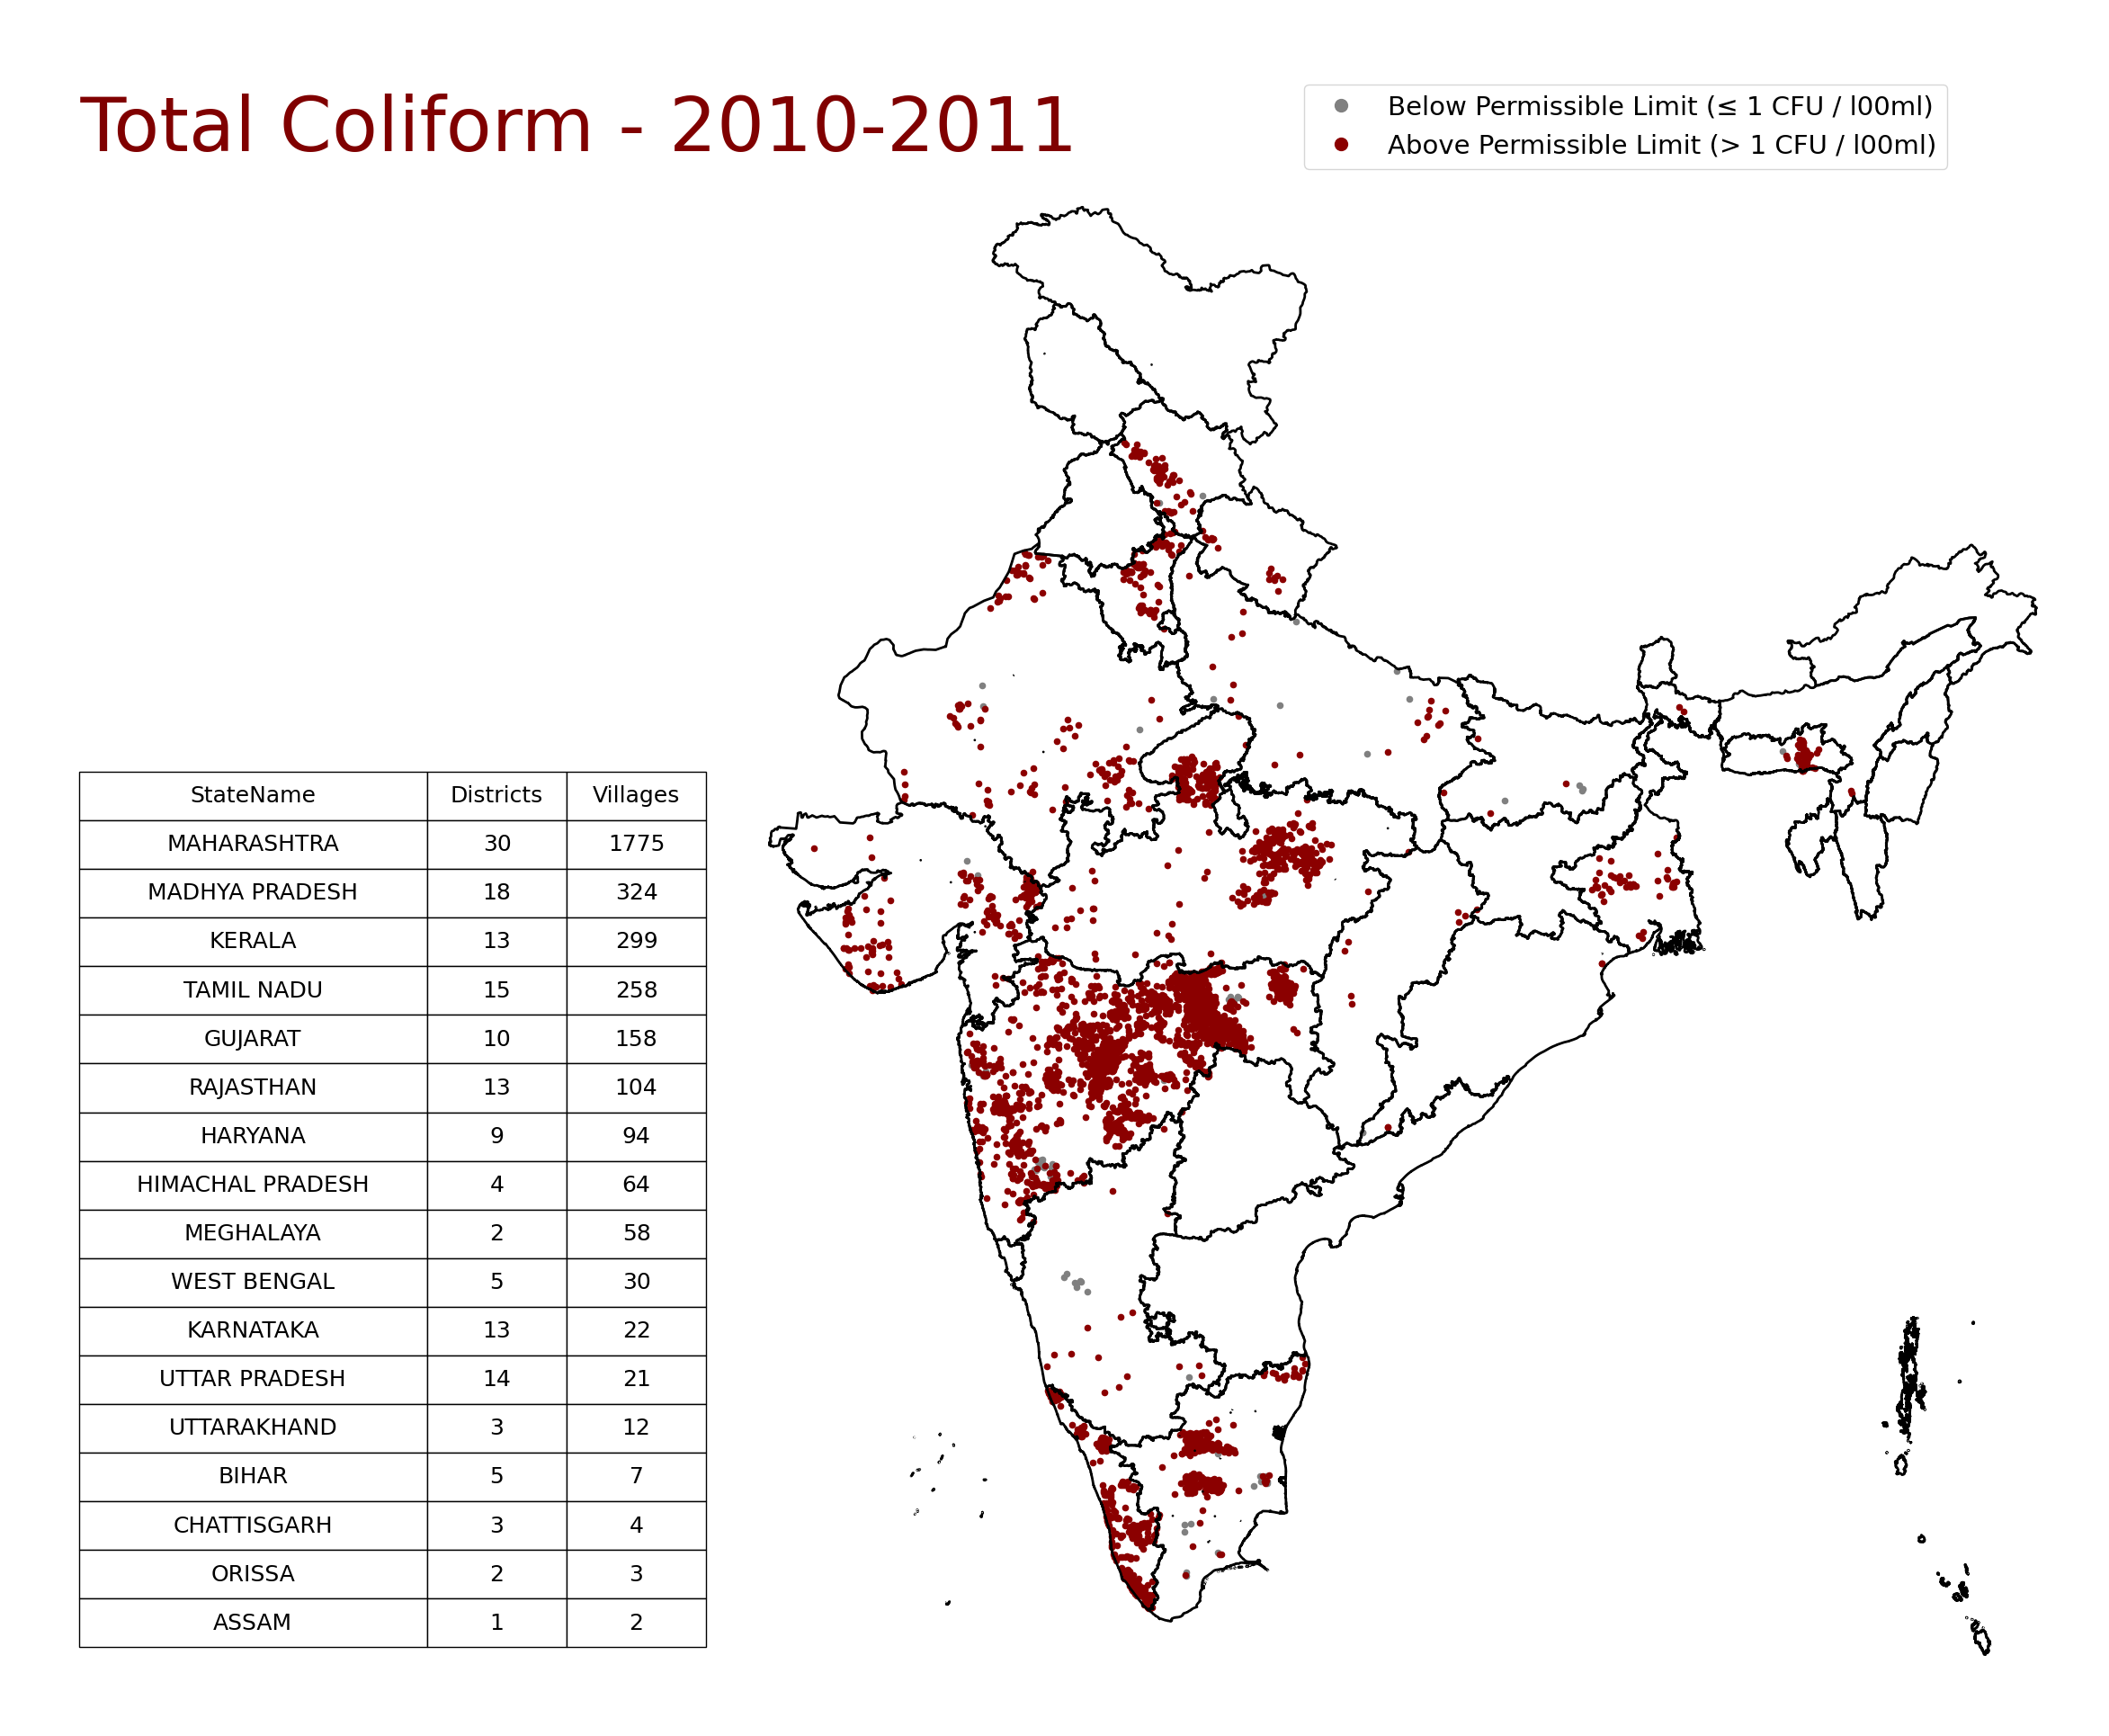 Total Coliform - 2010-2011
Below Permissible Limit (≤ 1 CFU / l00ml)
Above Permissible Limit (> 1 CFU / l00ml)
StateName Districts Villages
MAHARASHTRA 30 1775
MADHYA PRADESH 18 324
KERALA 13 299
TAMIL NADU 15 258
GUJARAT 10 158
RAJASTHAN 13 104
HARYANA 9 94
HIMACHAL PRADESH 4 64
MEGHALAYA 2 58
WEST BENGAL 5 30
KARNATAKA 13 22
UTTAR PRADESH 14 21
UTTARAKHAND 3 12
BIHAR 5 7
CHATTISGARH 3 4
ORISSA 2 3
ASSAM 1 2